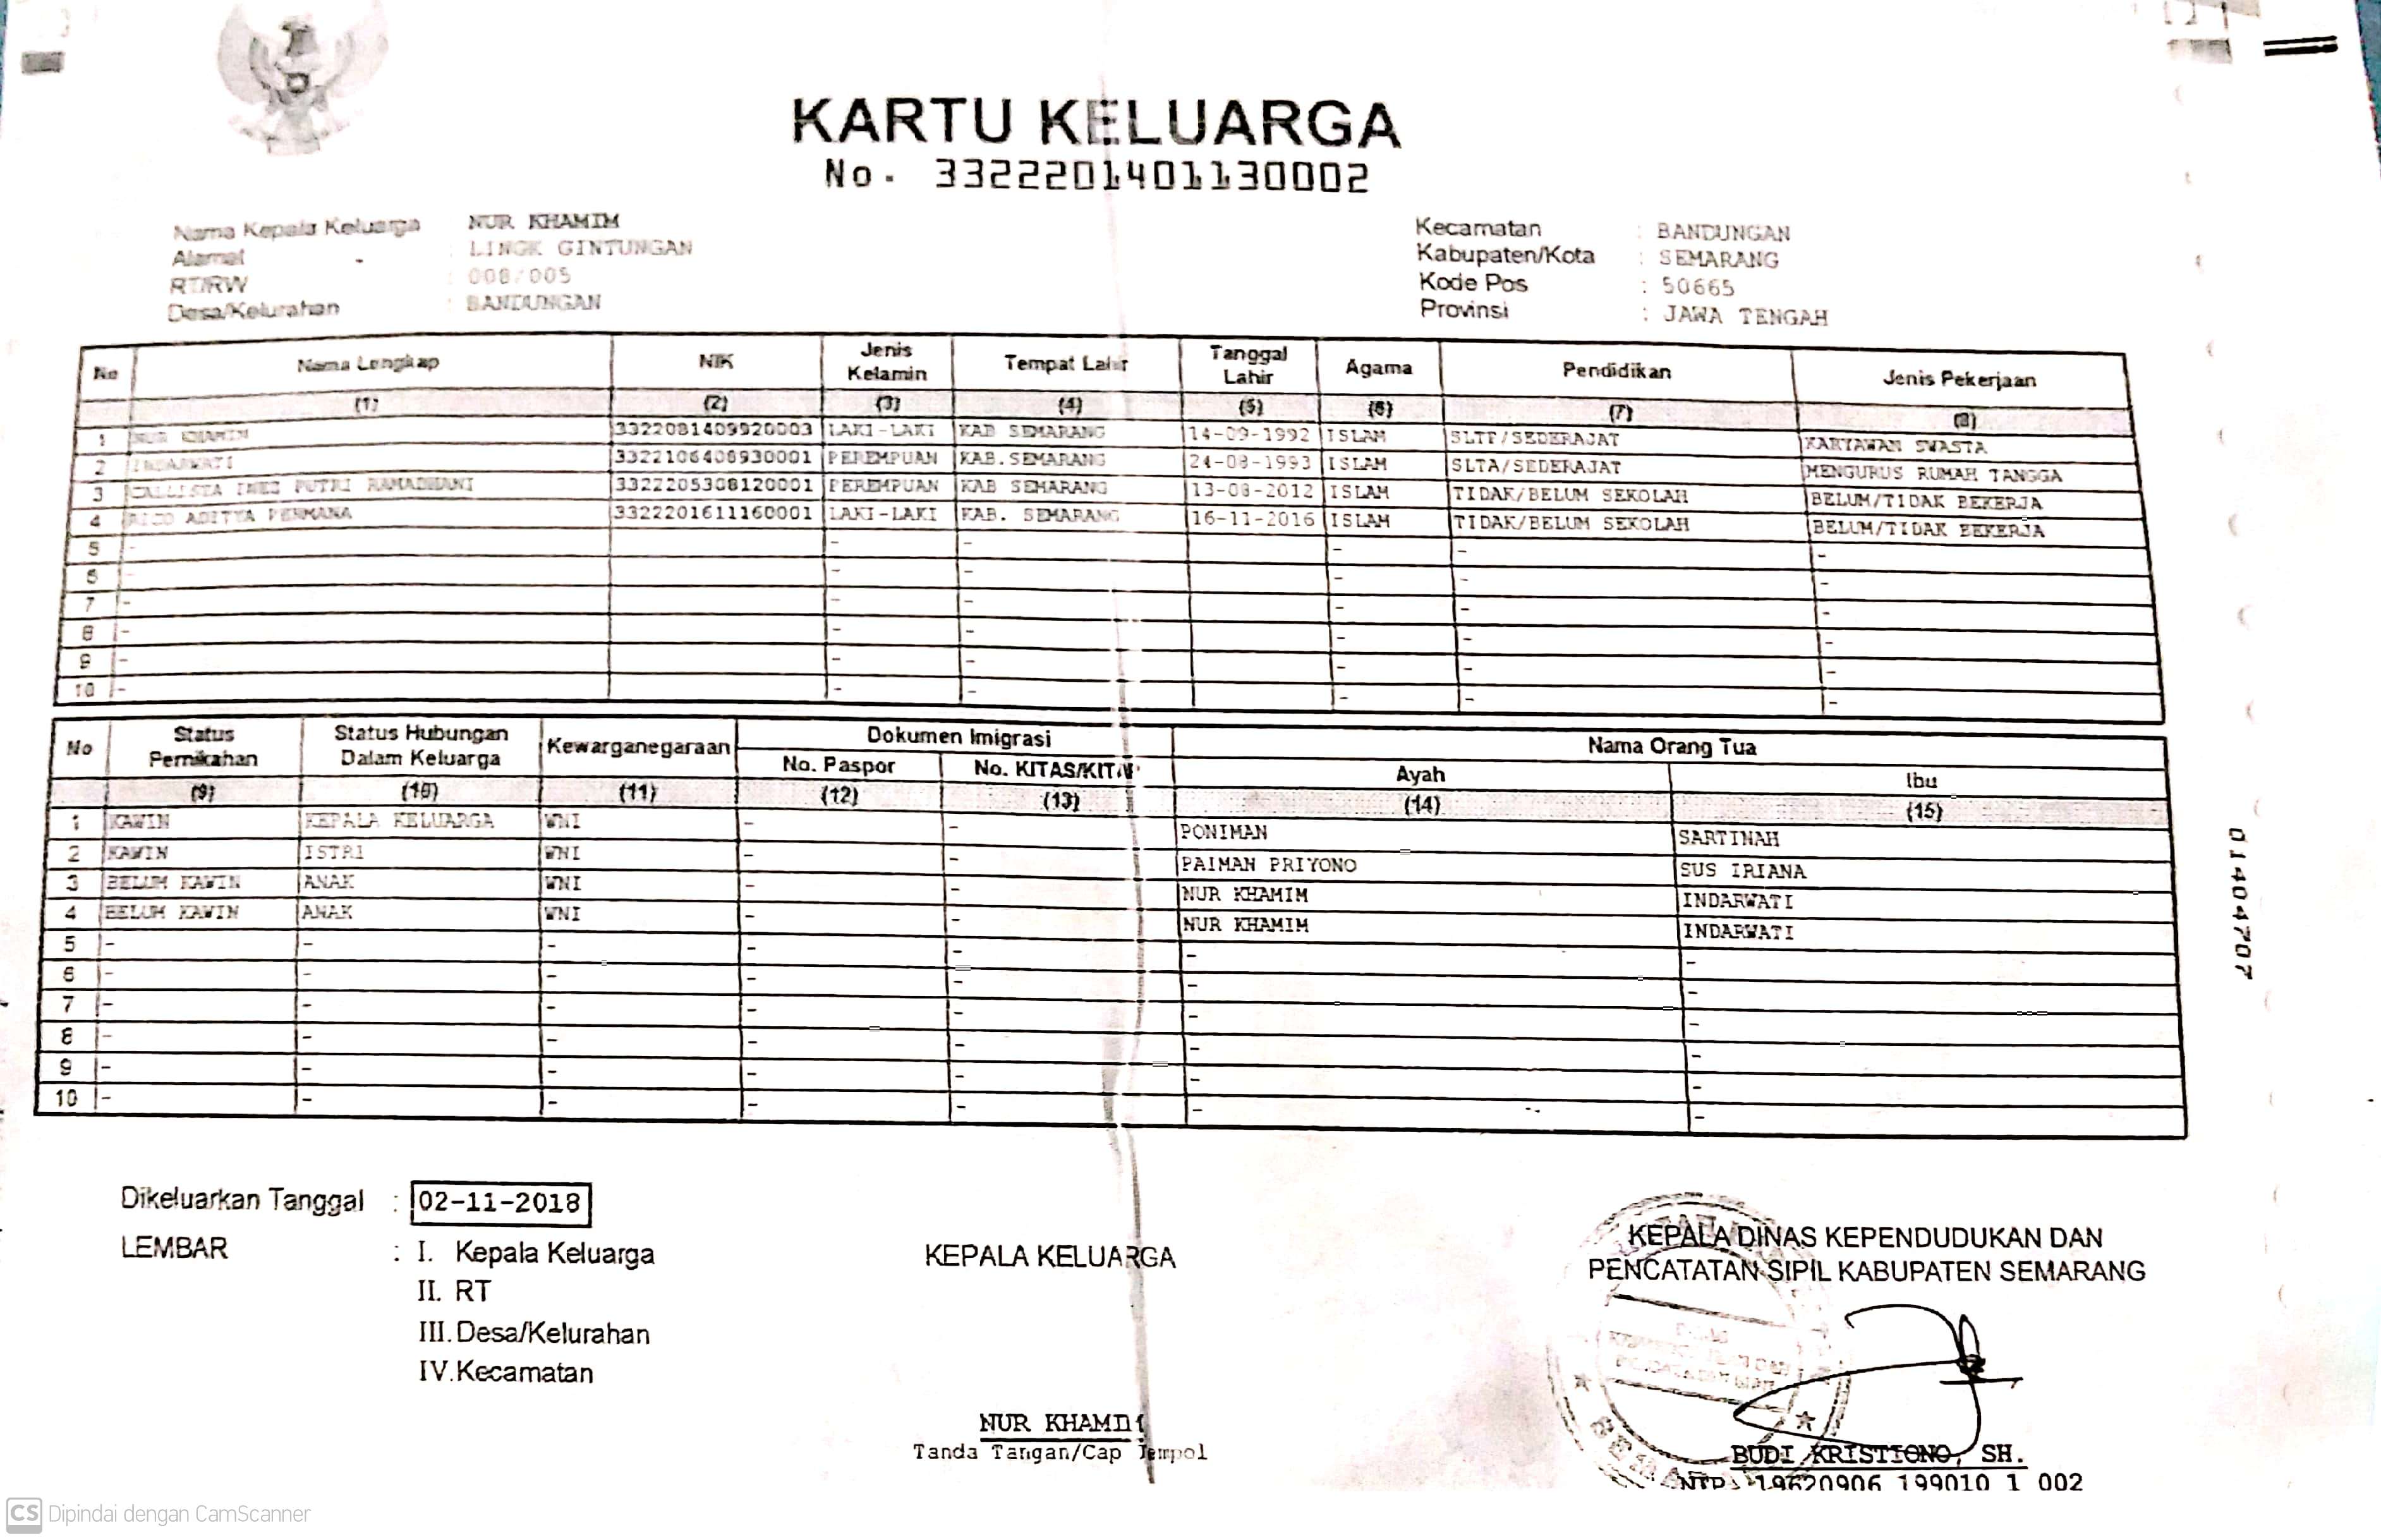 KARTU KELUARGA
No. 3322201401130002
Nama Kepala Keluarga NUR KHAMIM
Alamat : LINGK GINTUNGAN
RT/RW : 008/005
Desa/Kelurahan : BANDUNGAN
Kecamatan : BANDUNGAN
Kabupaten/Kota : SEMARANG
Kode Pos : 50665
Provinsi : JAWA TENGAH
No Nama Lengkap NIK Jenis Kelamin Tempat Lahir Tanggal Lahir Agama Pendidikan Jenis Pekerjaan
(1) (2) (3) (4) (5) (6) (7) (8)
1 NUR KHAMIM 3322081409920003 LAKI-LAKI KAB SEMARANG 14-09-1992 ISLAM SLTP/SEDERAJAT KARYAWAN SWASTA
2 INDARWATI 3322106408930001 PEREMPUAN KAB.SEMARANG 24-08-1993 ISLAM SLTA/SEDERAJAT MENGURUS RUMAH TANGGA
3 CALLISTA INEZ PUTRI RAMADHANI 3322205308120001 PEREMPUAN KAB SEMARANG 13-08-2012 ISLAM TIDAK/BELUM SEKOLAH BELUM/TIDAK BEKERJA
4 RICO ADITYA PERMANA 3322201611160001 LAKI-LAKI KAB. SEMARANG 16-11-2016 ISLAM TIDAK/BELUM SEKOLAH BELUM/TIDAK BEKERJA
5 - - - - - -
6 - - - - - -
7 - - - - - -
8 - - - - - -
9 - - - - - -
10 - - - - - -
No Status Pernikahan Status Hubungan Dalam Keluarga Kewarganegaraan Dokumen Imigrasi Nama Orang Tua
No. Paspor No. KITAS/KITAP Ayah Ibu
(9) (10) (11) (12) (13) (14) (15)
1 KAWIN KEPALA KELUARGA WNI - - PONIMAN SARTINAH
2 KAWIN ISTRI WNI - - PAIMAN PRIYONO SUS IRIANA
3 BELUM KAWIN ANAK WNI - - NUR KHAMIM INDARWATI
4 BELUM KAWIN ANAK WNI - - NUR KHAMIM INDARWATI
5 - - - - - - -
6 - - - - - - -
7 - - - - - - -
8 - - - - - - -
9 - - - - - - -
10 - - - - - - -
01404707
Dikeluarkan Tanggal : 02-11-2018
LEMBAR : I. Kepala Keluarga
II. RT
III. Desa/Kelurahan
IV. Kecamatan
KEPALA KELUARGA
NUR KHAMIM
Tanda Tangan/Cap Jempol
KEPALA DINAS KEPENDUDUKAN DAN
PENCATATAN SIPIL KABUPATEN SEMARANG
BUDI KRISTIONO, SH.
NIP. 19620906 199010 1 002
CS Dipindai dengan CamScanner